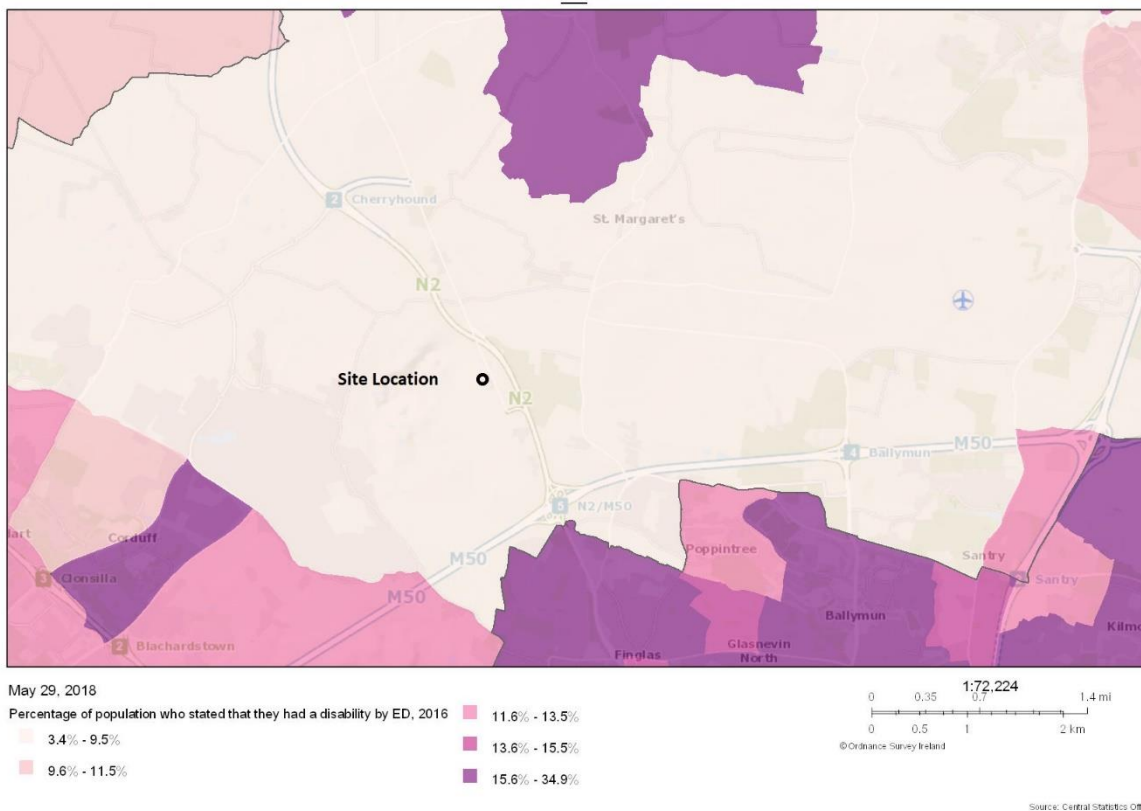 2 Cherryhound
St. Margaret's
N2
Site Location
N2
M50
4 Ballymun
5 N2/M50
Poppintree
Santry
Santry
Corduff
3 Clonsilla
M50
M50
2 Blachardstown
Ballymun
Finglas
Glasnevin
North
Kilmo
May 29, 2018
Percentage of population who stated that they had a disability by ED, 2016
3.4% - 9.5%
9.6% - 11.5%
11.6% - 13.5%
13.6% - 15.5%
15.6% - 34.9%
1:72,224
0 0.35 0.7 1.4 mi
0 0.5 1 2 km
© Ordnance Survey Ireland
Source: Central Statistics Off